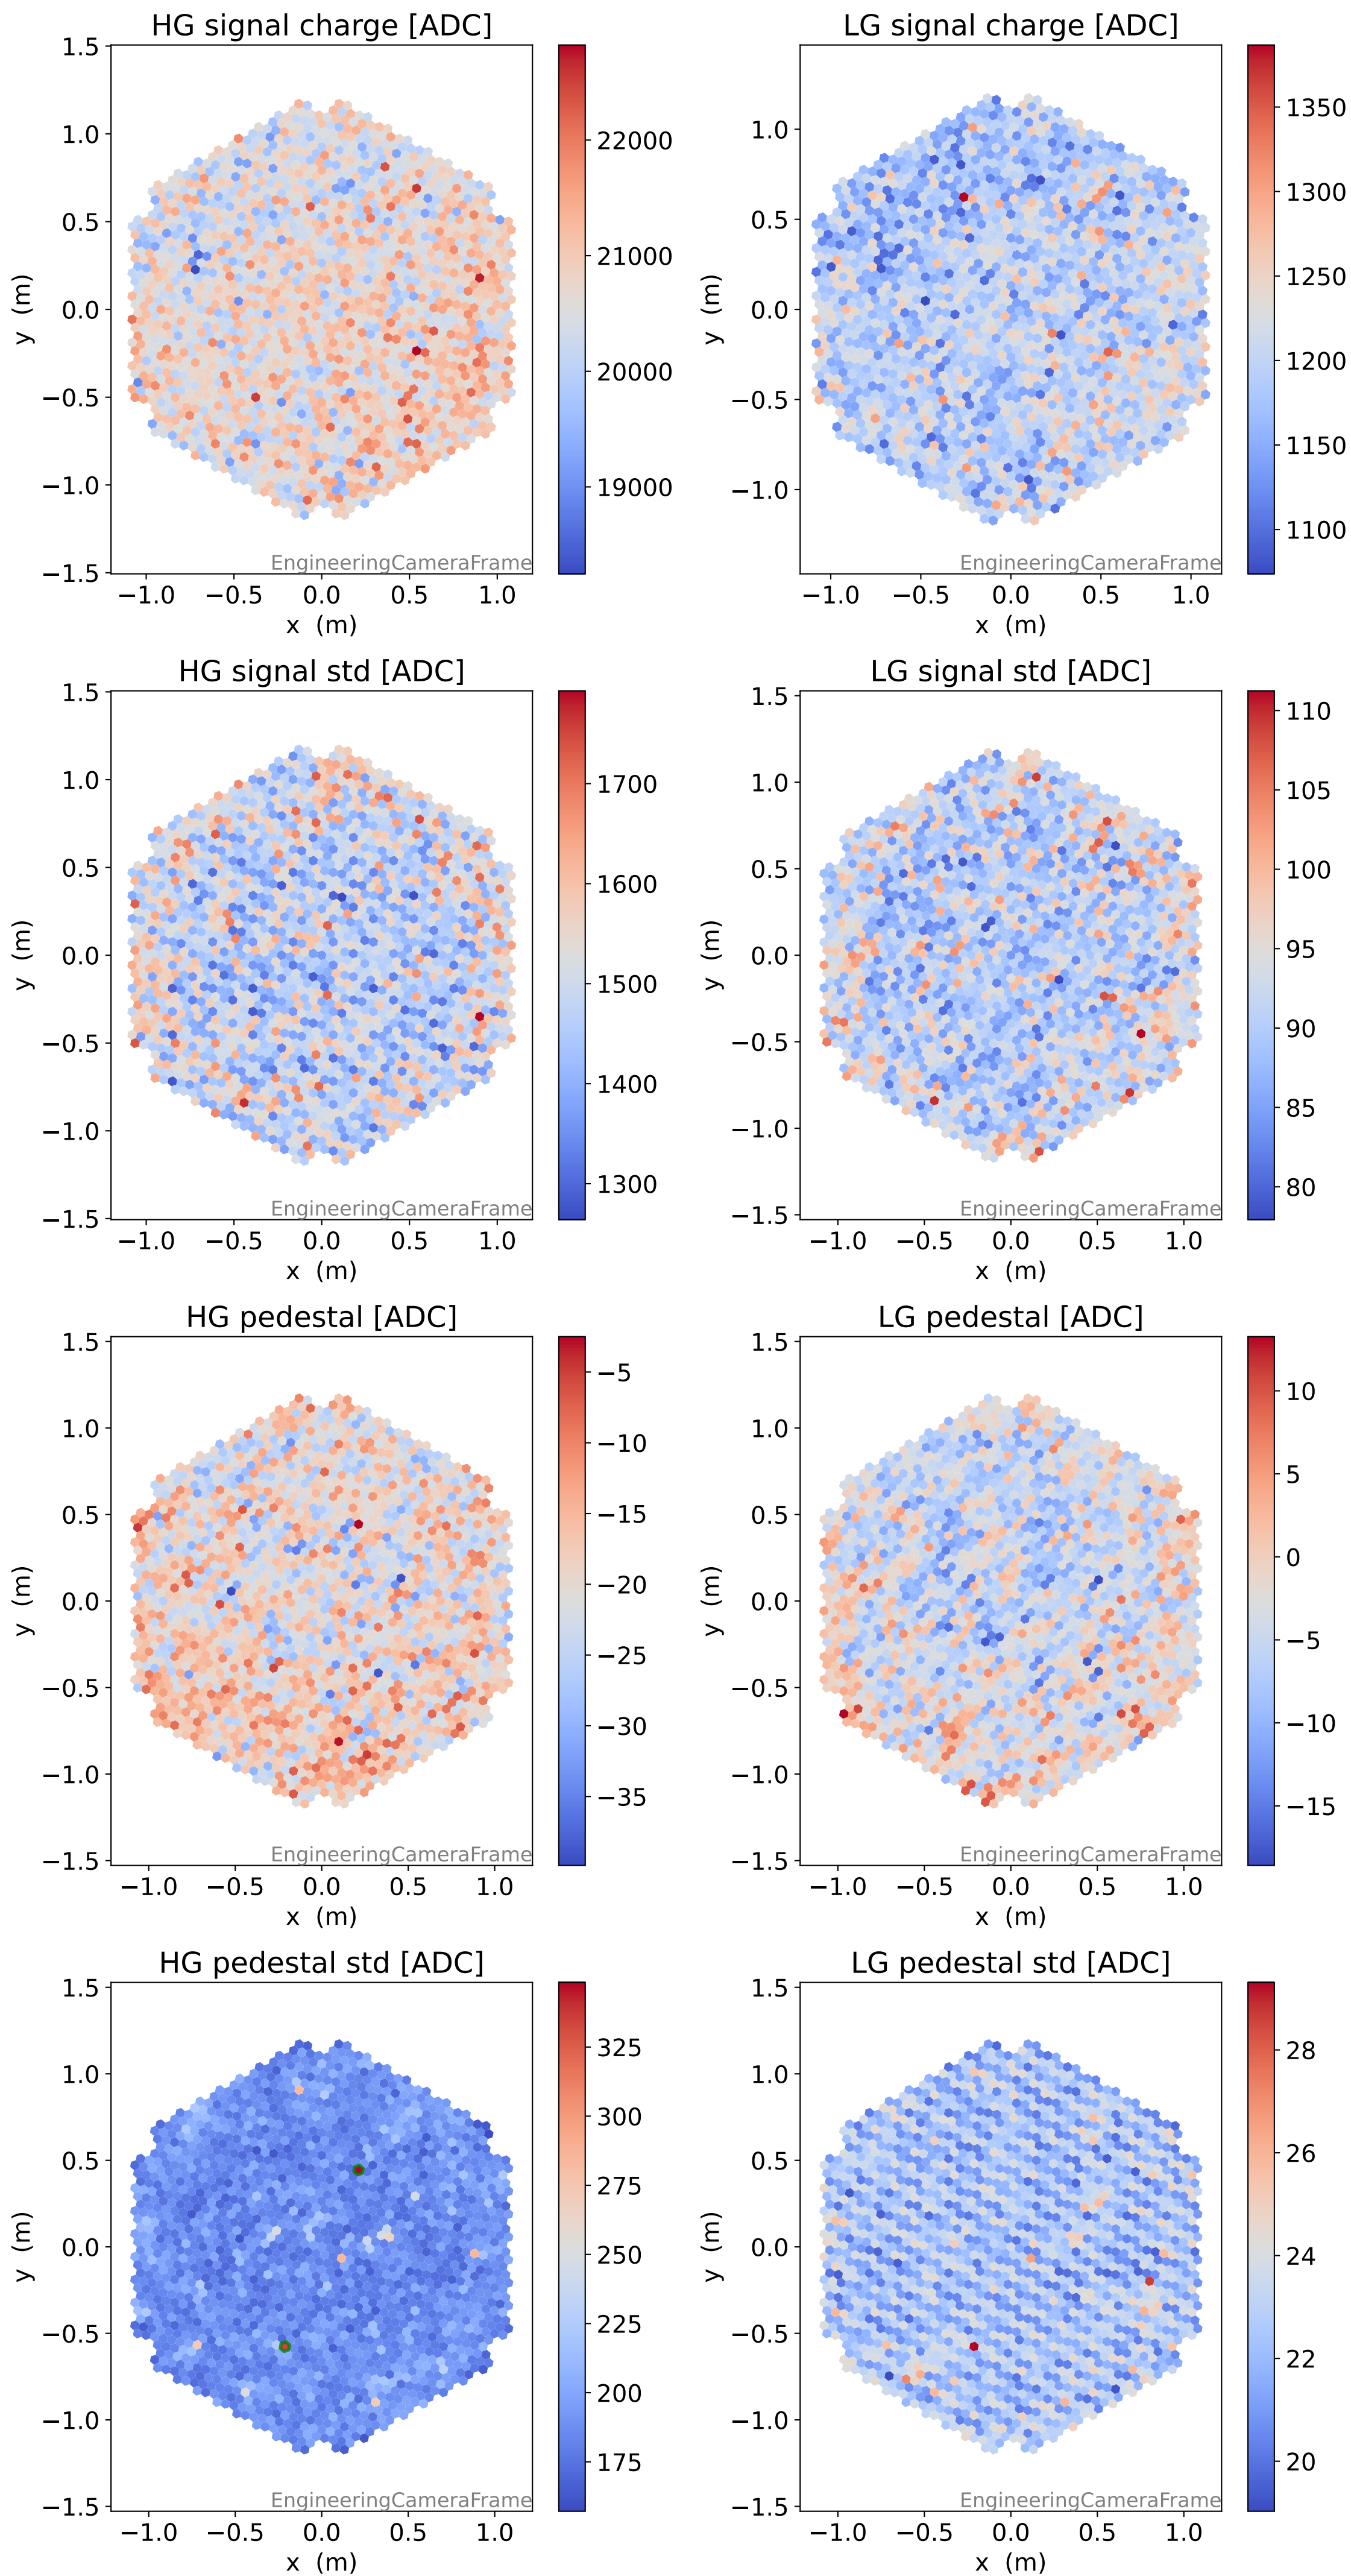 HG signal charge [ADC]
1.5
1.0
0.5
0.0
−0.5
−1.0
−1.5
y (m)
−1.0 −0.5 0.0 0.5 1.0
x (m)
EngineeringCameraFrame
22000
21000
20000
19000
LG signal charge [ADC]
1.0
0.5
0.0
−0.5
−1.0
y (m)
−1.0 −0.5 0.0 0.5 1.0
x (m)
EngineeringCameraFrame
1350
1300
1250
1200
1150
1100
HG signal std [ADC]
1.5
1.0
0.5
0.0
−0.5
−1.0
−1.5
y (m)
−1.0 −0.5 0.0 0.5 1.0
x (m)
EngineeringCameraFrame
1700
1600
1500
1400
1300
LG signal std [ADC]
1.5
1.0
0.5
0.0
−0.5
−1.0
−1.5
y (m)
−1.0 −0.5 0.0 0.5 1.0
x (m)
EngineeringCameraFrame
110
105
100
95
90
85
80
HG pedestal [ADC]
1.5
1.0
0.5
0.0
−0.5
−1.0
−1.5
y (m)
−1.0 −0.5 0.0 0.5 1.0
x (m)
EngineeringCameraFrame
−5
−10
−15
−20
−25
−30
−35
LG pedestal [ADC]
1.5
1.0
0.5
0.0
−0.5
−1.0
−1.5
y (m)
−1.0 −0.5 0.0 0.5 1.0
x (m)
EngineeringCameraFrame
10
5
0
−5
−10
−15
HG pedestal std [ADC]
1.5
1.0
0.5
0.0
−0.5
−1.0
−1.5
y (m)
−1.0 −0.5 0.0 0.5 1.0
x (m)
EngineeringCameraFrame
325
300
275
250
225
200
175
LG pedestal std [ADC]
1.5
1.0
0.5
0.0
−0.5
−1.0
−1.5
y (m)
−1.0 −0.5 0.0 0.5 1.0
x (m)
EngineeringCameraFrame
28
26
24
22
20